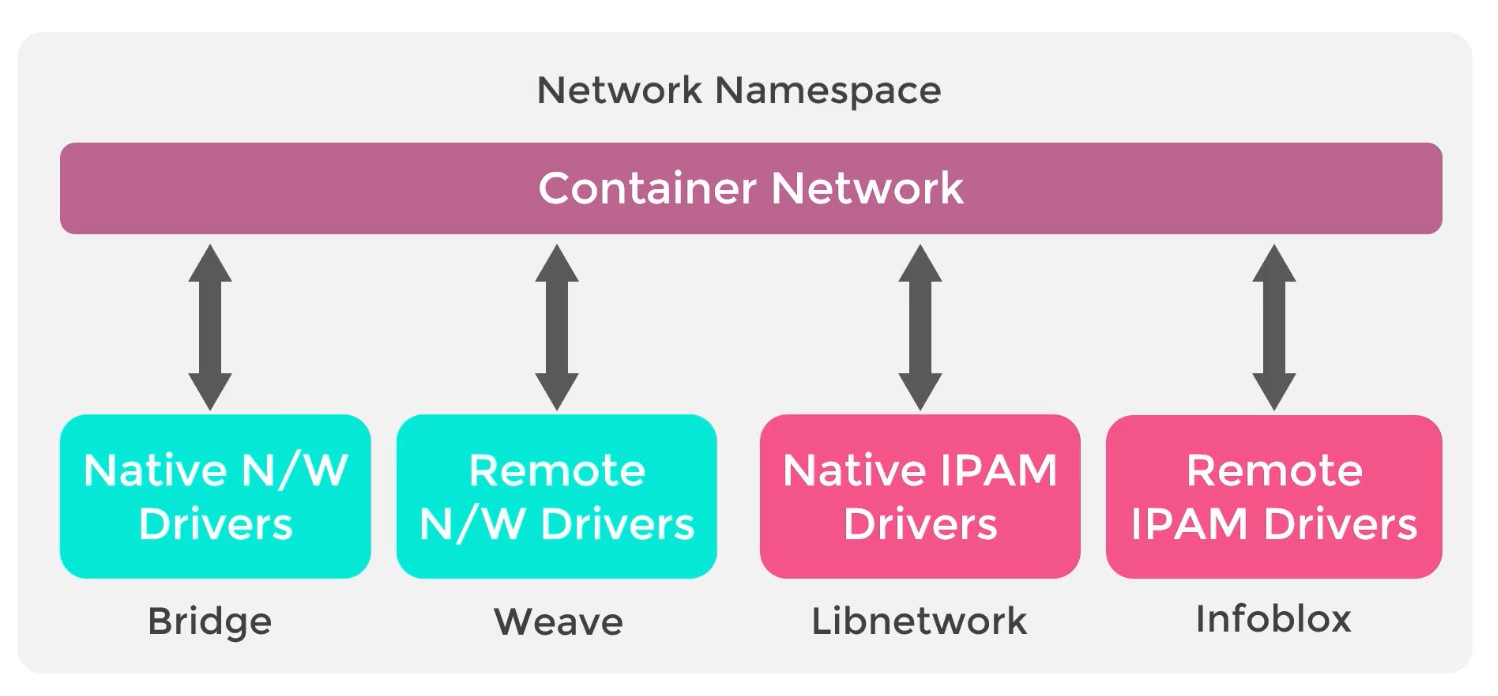 Network Namespace
Container Network
Native N/W
Drivers
Remote
N/W Drivers
Native IPAM
Drivers
Remote
IPAM Drivers
Bridge
Weave
Libnetwork
Infoblox